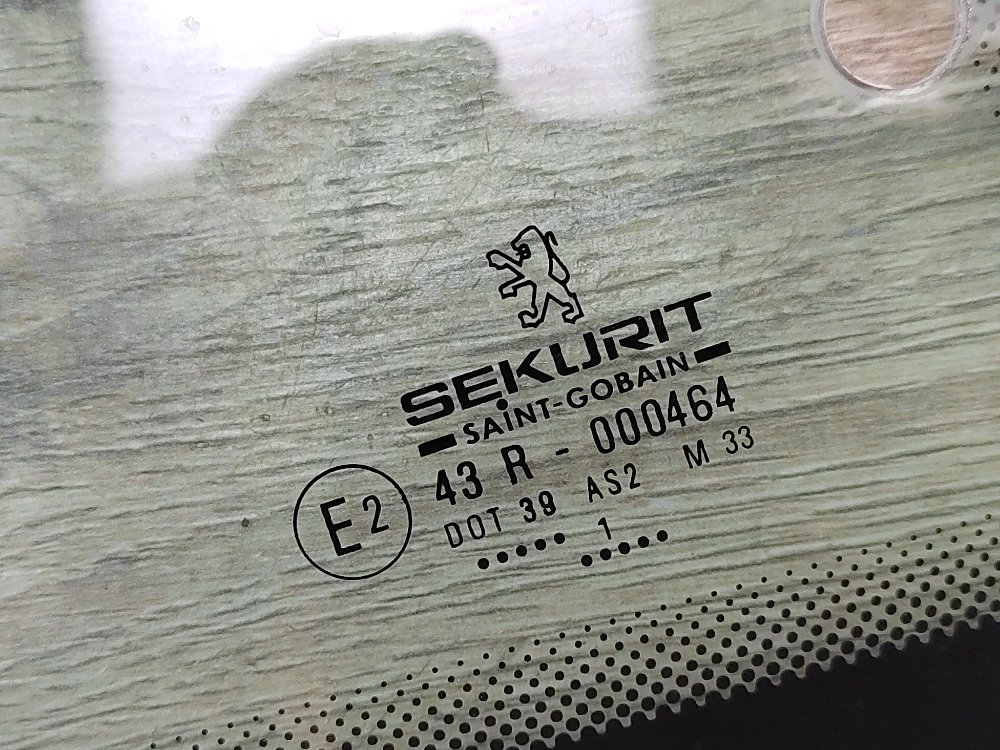 SEKURIT
SAINT-GOBAIN
E2
43 R - 000464
DOT 39 AS2 M 33
..... 1 .....